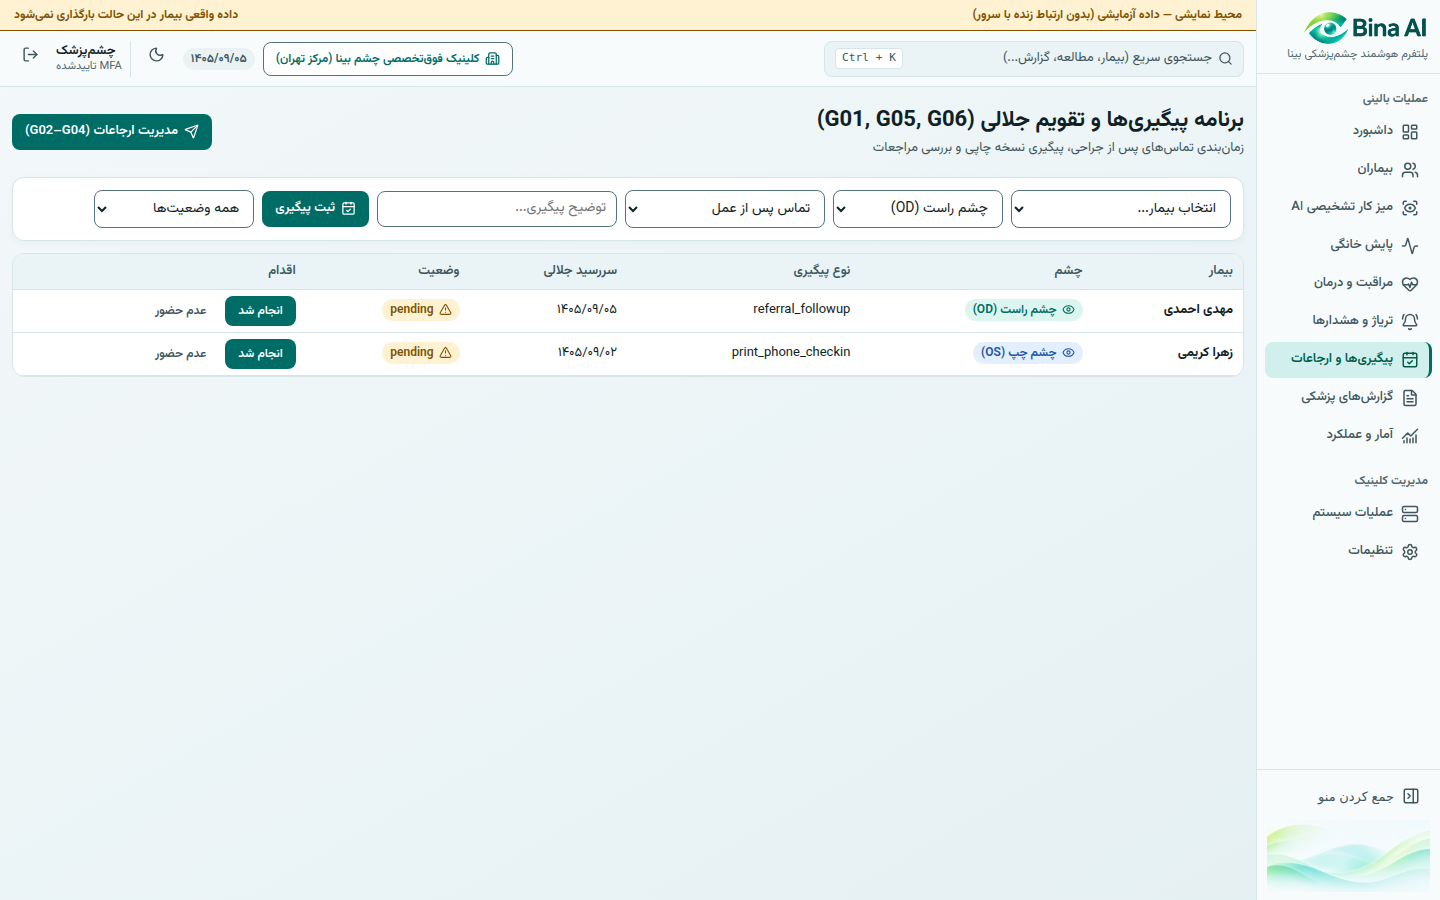 محیط نمایشی — داده آزمایشی (بدون ارتباط زنده با سرور)
داده واقعی بیمار در این حالت بارگذاری نمی‌شود
Bina AI
پلتفرم هوشمند چشم‌پزشکی بینا
جستجوی سریع (بیمار، مطالعه، گزارش...)
Ctrl + K
کلینیک فوق‌تخصصی چشم بینا (مرکز تهران)
۱۴۰۵/۰۹/۰۵
چشم‌پزشک
MFA تاییدشده
عملیات بالینی
داشبورد
بیماران
میز کار تشخیصی AI
پایش خانگی
مراقبت و درمان
تریاژ و هشدارها
پیگیری‌ها و ارجاعات
گزارش‌های پزشکی
آمار و عملکرد
مدیریت کلینیک
عملیات سیستم
تنظیمات
جمع کردن منو
برنامه پیگیری‌ها و تقویم جلالی (G01, G05, G06)
زمان‌بندی تماس‌های پس از جراحی، پیگیری نسخه چاپی و بررسی مراجعات
مدیریت ارجاعات (G02–G04)
انتخاب بیمار...
چشم راست (OD)
تماس پس از عمل
توضیح پیگیری...
ثبت پیگیری
همه وضعیت‌ها
بیمار چشم نوع پیگیری سررسید جلالی وضعیت اقدام
مهدی احمدی چشم راست (OD) referral_followup ۱۴۰۵/۰۹/۰۵ pending انجام شد عدم حضور
زهرا کریمی چشم چپ (OS) print_phone_checkin ۱۴۰۵/۰۹/۰۲ pending انجام شد عدم حضور